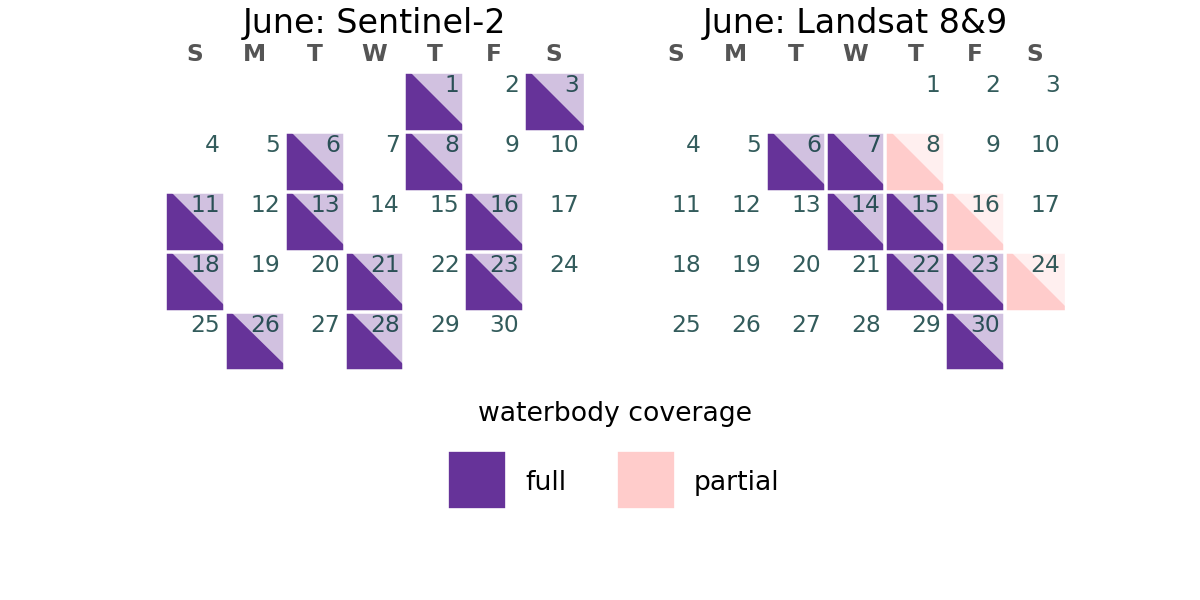 June: Sentinel-2
S M T W T F S
1 2 3
4 5 6 7 8 9 10
11 12 13 14 15 16 17
18 19 20 21 22 23 24
25 26 27 28 29 30
June: Landsat 8&9
S M T W T F S
1 2 3
4 5 6 7 8 9 10
11 12 13 14 15 16 17
18 19 20 21 22 23 24
25 26 27 28 29 30
waterbody coverage
full partial